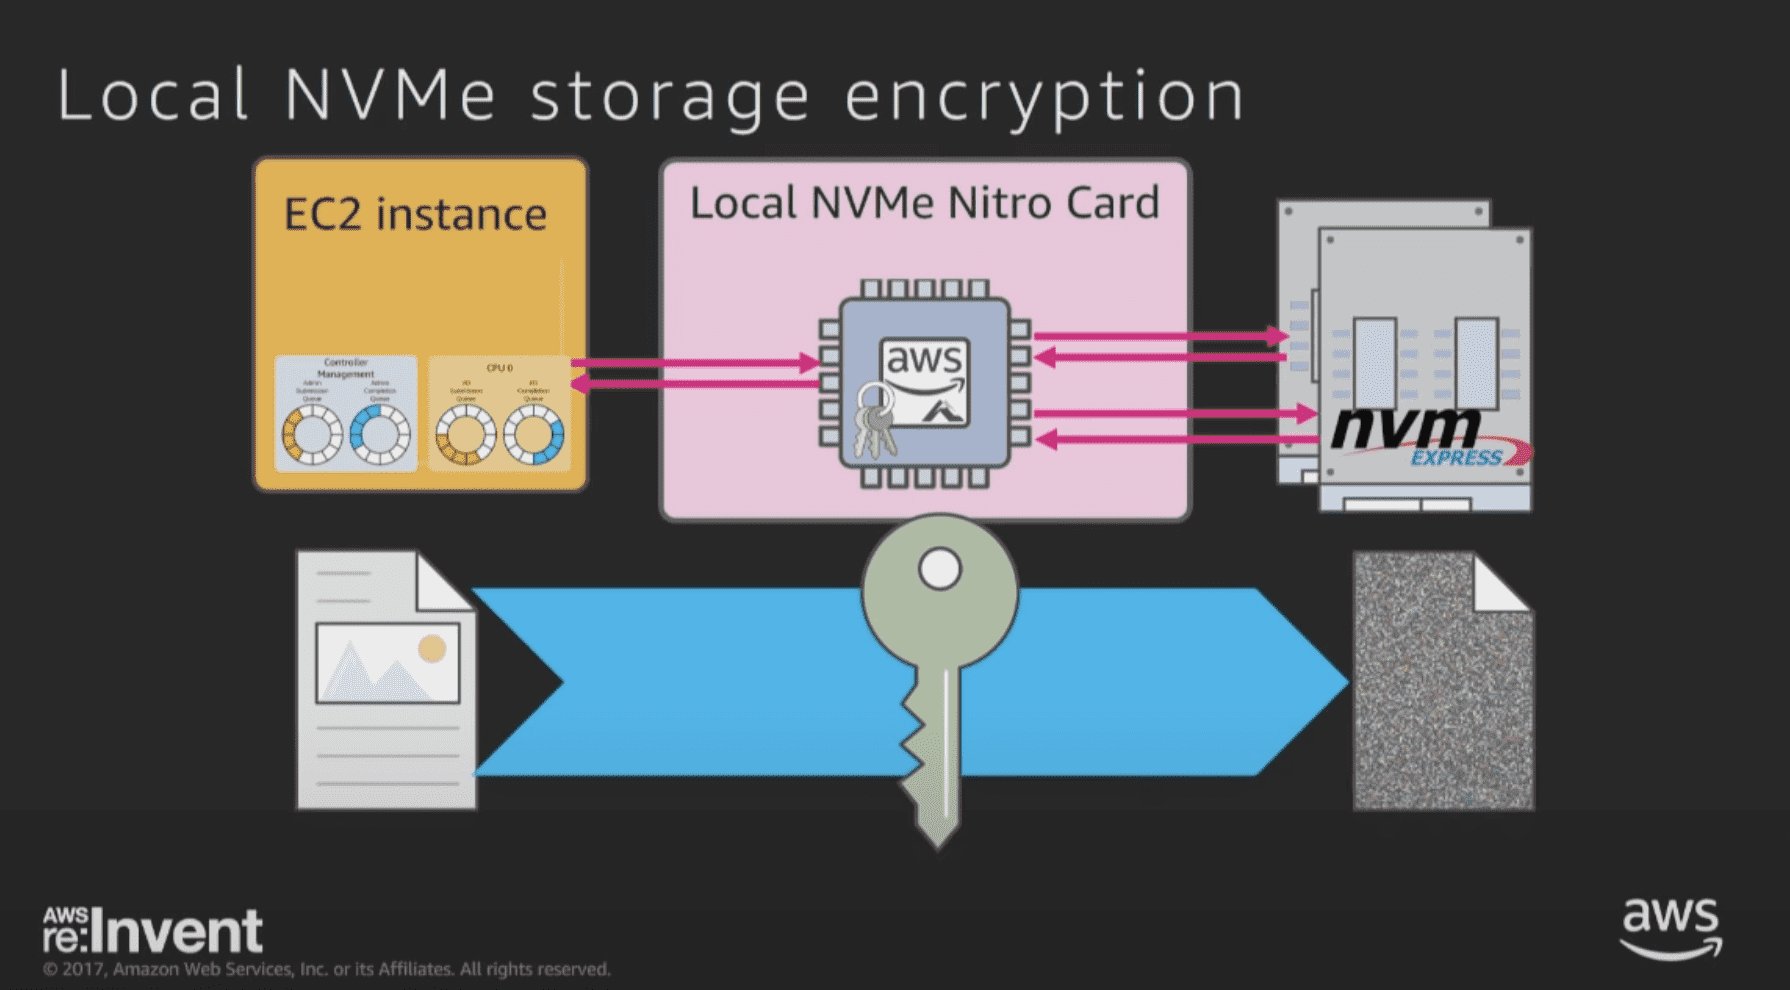 Local NVMe storage encryption
EC2 instance
Local NVMe Nitro Card
Controller
Management
Admin
Submission
Queue
Admin
Completion
Queue
CPU 0
I/O
Submission
Queue
I/O
Completion
Queue
aws
nvm
EXPRESS
AWS
re:Invent
© 2017, Amazon Web Services, Inc. or its Affiliates. All rights reserved.
aws